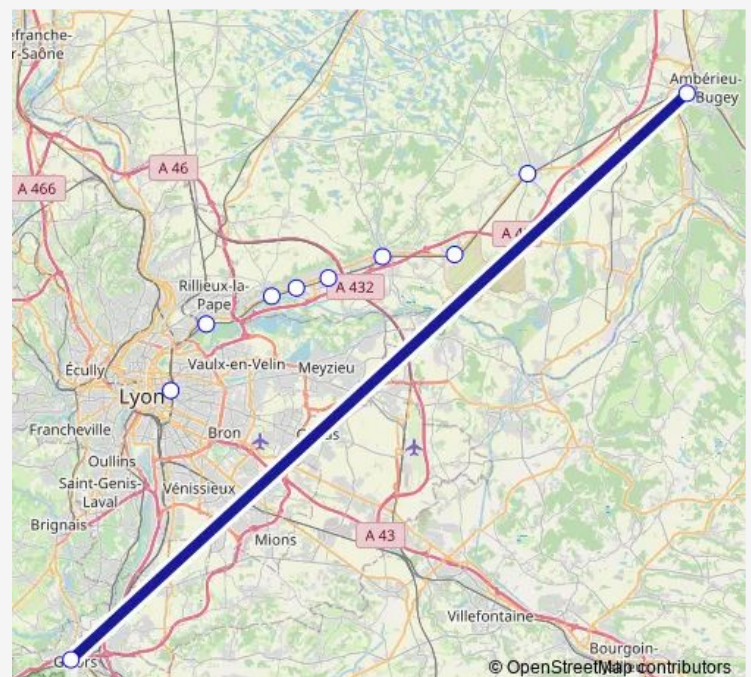 efranche-
r-Saône
Ambérieu-
Bugey
A 46
A 466
Rillieux-la-
Pape
A 432
Écully
Vaulx-en-Velin
Meyzieu
Lyon
Francheville
Bron
Oullins
Saint-Genis-
Laval
Vénissieux
Brignais
Mions
A 43
Villefontaine
Bourgoin-
© OpenStreetMap contributors